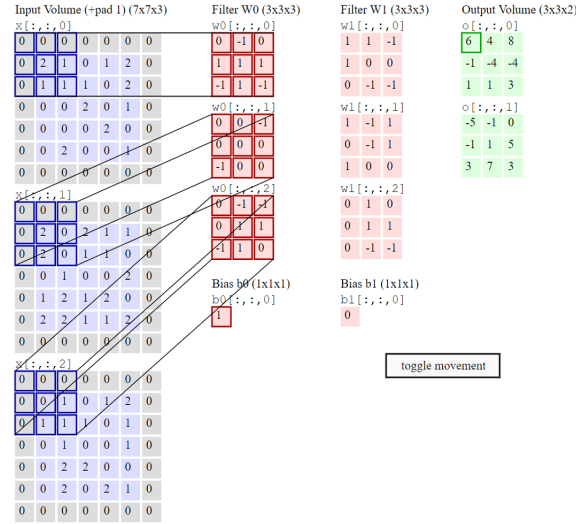 Input Volume (+pad 1) (7x7x3)
x[:,:,0]
0 0 0 0 0 0 0
0 2 1 0 1 2 0
0 1 1 1 0 2 0
0 0 0 2 0 1 0
0 0 0 0 2 0 0
0 0 2 0 0 1 0
0 0 0 0 0 0 0
x[:,:,1]
0 0 0 0 0 0 0
0 2 0 2 1 1 0
0 2 0 1 1 0 0
0 0 1 0 0 2 0
0 1 2 1 2 0 0
0 2 2 1 1 2 0
0 0 0 0 0 0 0
x[:,:,2]
0 0 0 0 0 0 0
0 0 1 0 1 2 0
0 1 1 1 0 1 0
0 0 1 0 0 1 0
0 0 2 2 0 0 0
0 0 2 0 2 1 0
0 0 0 0 0 0 0
Filter W0 (3x3x3)
w0[:,:,0]
0 -1 0
1 1 1
-1 1 -1
w0[:,:,1]
0 0 -1
0 0 0
-1 0 0
w0[:,:,2]
0 -1 -1
0 1 1
-1 1 0
Bias b0 (1x1x1)
b0[:,:,0]
1
Filter W1 (3x3x3)
w1[:,:,0]
1 1 -1
1 0 0
0 -1 -1
w1[:,:,1]
1 -1 1
0 -1 1
1 0 0
w1[:,:,2]
0 1 0
0 1 0
0 -1 -1
Bias b1 (1x1x1)
b1[:,:,0]
0
Output Volume (3x3x2)
o[:,:,0]
6 4 8
-1 -4 -4
1 1 3
o[:,:,1]
-5 -1 0
-1 1 5
3 7 3
toggle movement